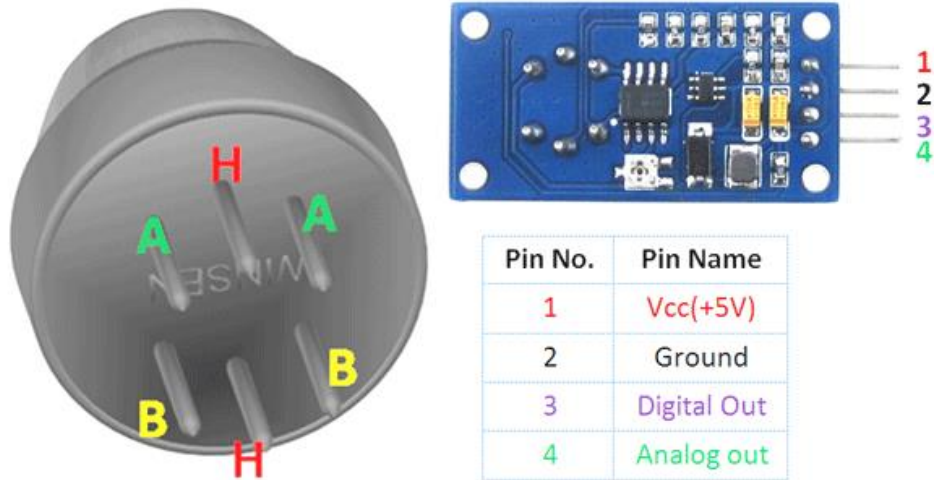 H
A
A
WINSEN
B
B
H
1
2
3
4
Pin No. Pin Name
1 Vcc(+5V)
2 Ground
3 Digital Out
4 Analog out